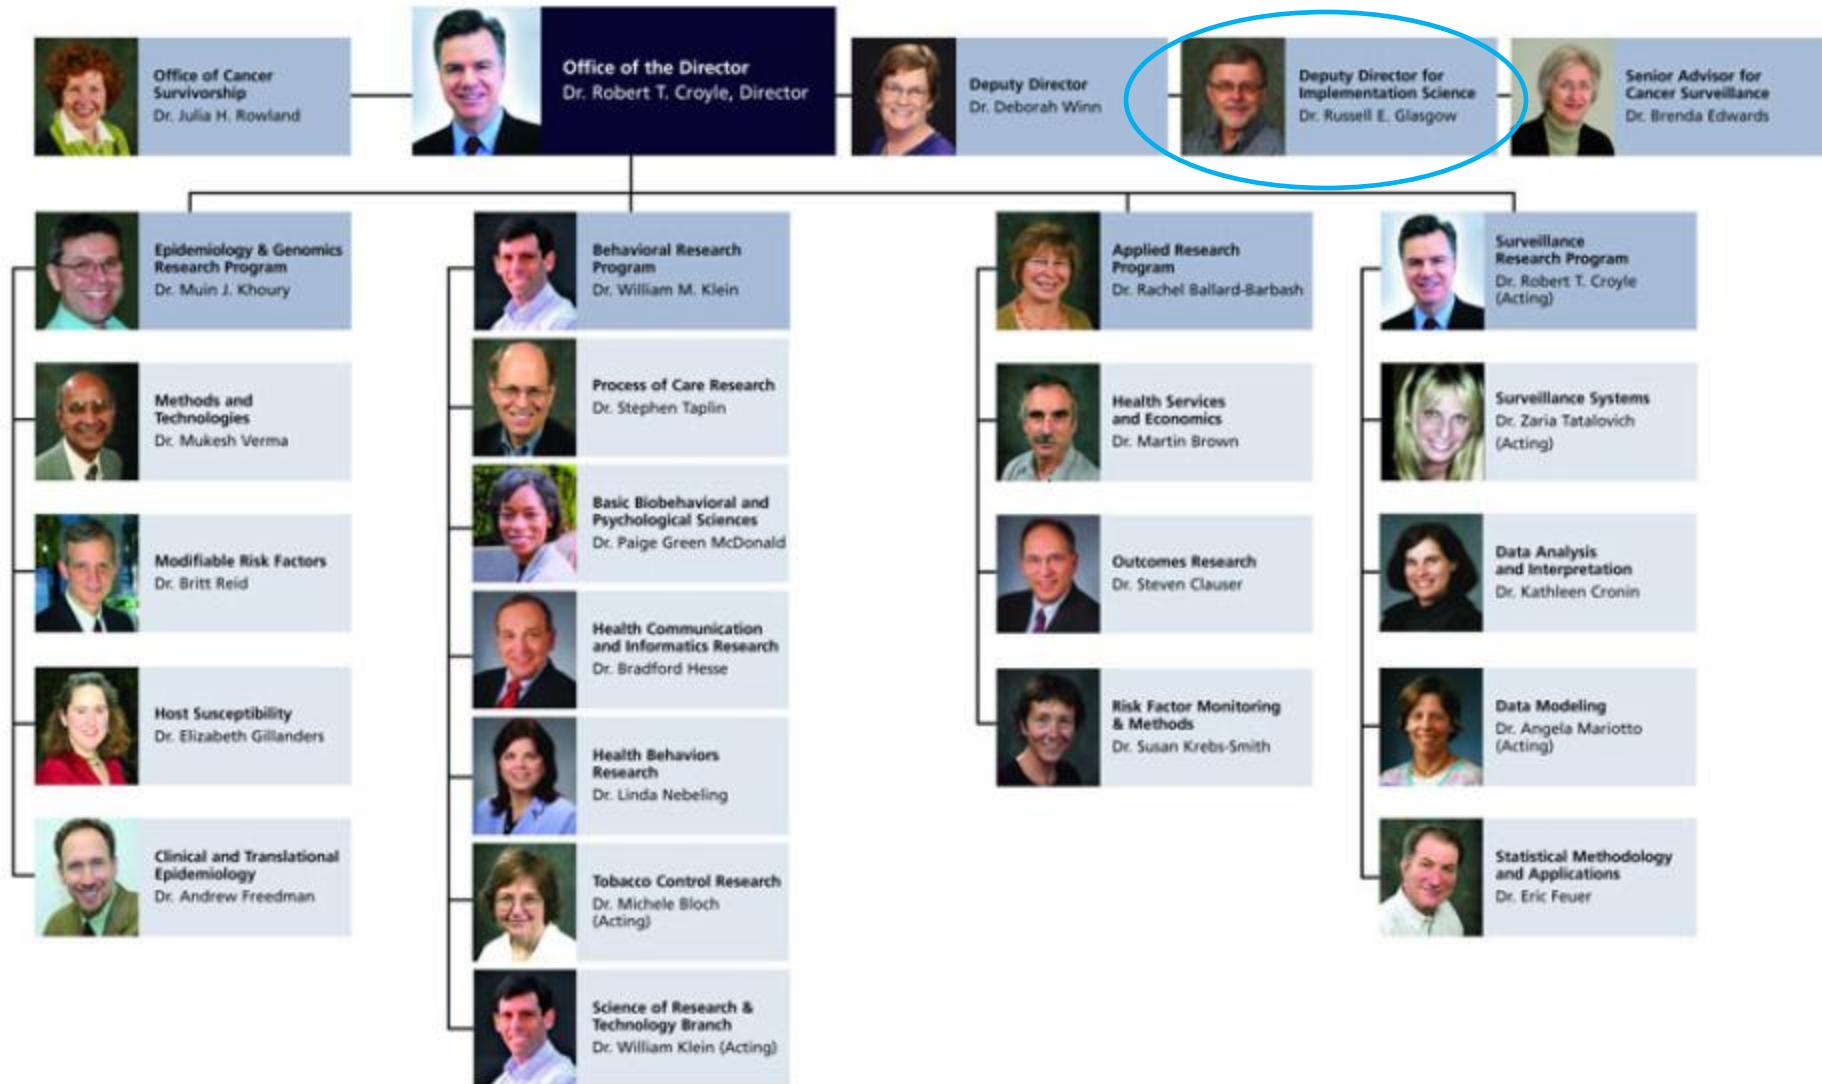 Office of Cancer
Survivorship
Dr. Julia H. Rowland
Office of the Director
Dr. Robert T. Croyle, Director
Deputy Director
Dr. Deborah Winn
Deputy Director for
Implementation Science
Dr. Russell E. Glasgow
Senior Advisor for
Cancer Surveillance
Dr. Brenda Edwards
Epidemiology & Genomics
Research Program
Dr. Muin J. Khoury
Methods and
Technologies
Dr. Mukesh Verma
Modifiable Risk Factors
Dr. Britt Reid
Host Susceptibility
Dr. Elizabeth Gillanders
Clinical and Translational
Epidemiology
Dr. Andrew Freedman
Behavioral Research
Program
Dr. William M. Klein
Process of Care Research
Dr. Stephen Taplin
Basic Biobehavioral and
Psychological Sciences
Dr. Paige Green McDonald
Health Communication
and Informatics Research
Dr. Bradford Hesse
Health Behaviors
Research
Dr. Linda Nebeling
Tobacco Control Research
Dr. Michele Bloch
(Acting)
Science of Research &
Technology Branch
Dr. William Klein (Acting)
Applied Research
Program
Dr. Rachel Ballard-Barbash
Health Services
and Economics
Dr. Martin Brown
Outcomes Research
Dr. Steven Clauser
Risk Factor Monitoring
& Methods
Dr. Susan Krebs-Smith
Surveillance
Research Program
Dr. Robert T. Croyle
(Acting)
Surveillance Systems
Dr. Zaria Tatalovich
(Acting)
Data Analysis
and Interpretation
Dr. Kathleen Cronin
Data Modeling
Dr. Angela Mariotto
(Acting)
Statistical Methodology
and Applications
Dr. Eric Feuer